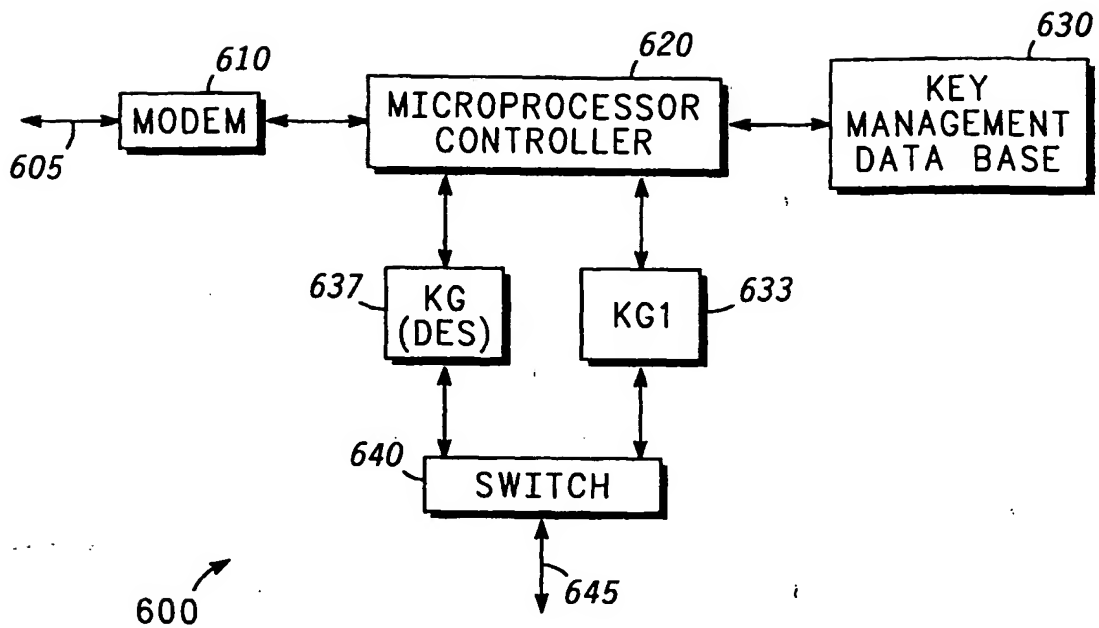 630
620
610
KEY
MANAGEMENT
DATA BASE
MICROPROCESSOR
CONTROLLER
MODEM
605
637
KG
(DES)
KG1
633
640
SWITCH
645
600